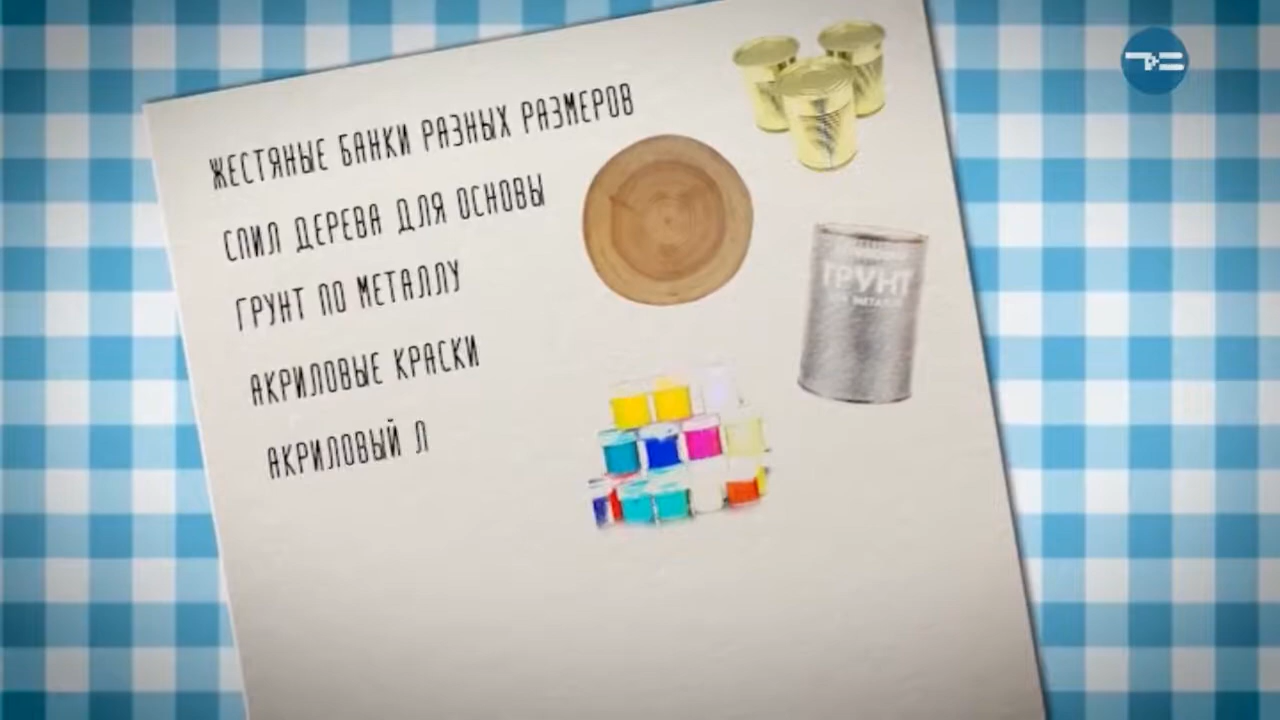 ЖЕСТЯНЫЕ БАНКИ РАЗНЫХ РАЗМЕРОВ
СПИЛ ДЕРЕВА ДЛЯ ОСНОВЫ
ГРУНТ ПО МЕТАЛЛУ
АКРИЛОВЫЕ КРАСКИ
АКРИЛОВЫЙ Л
ГРУНТ